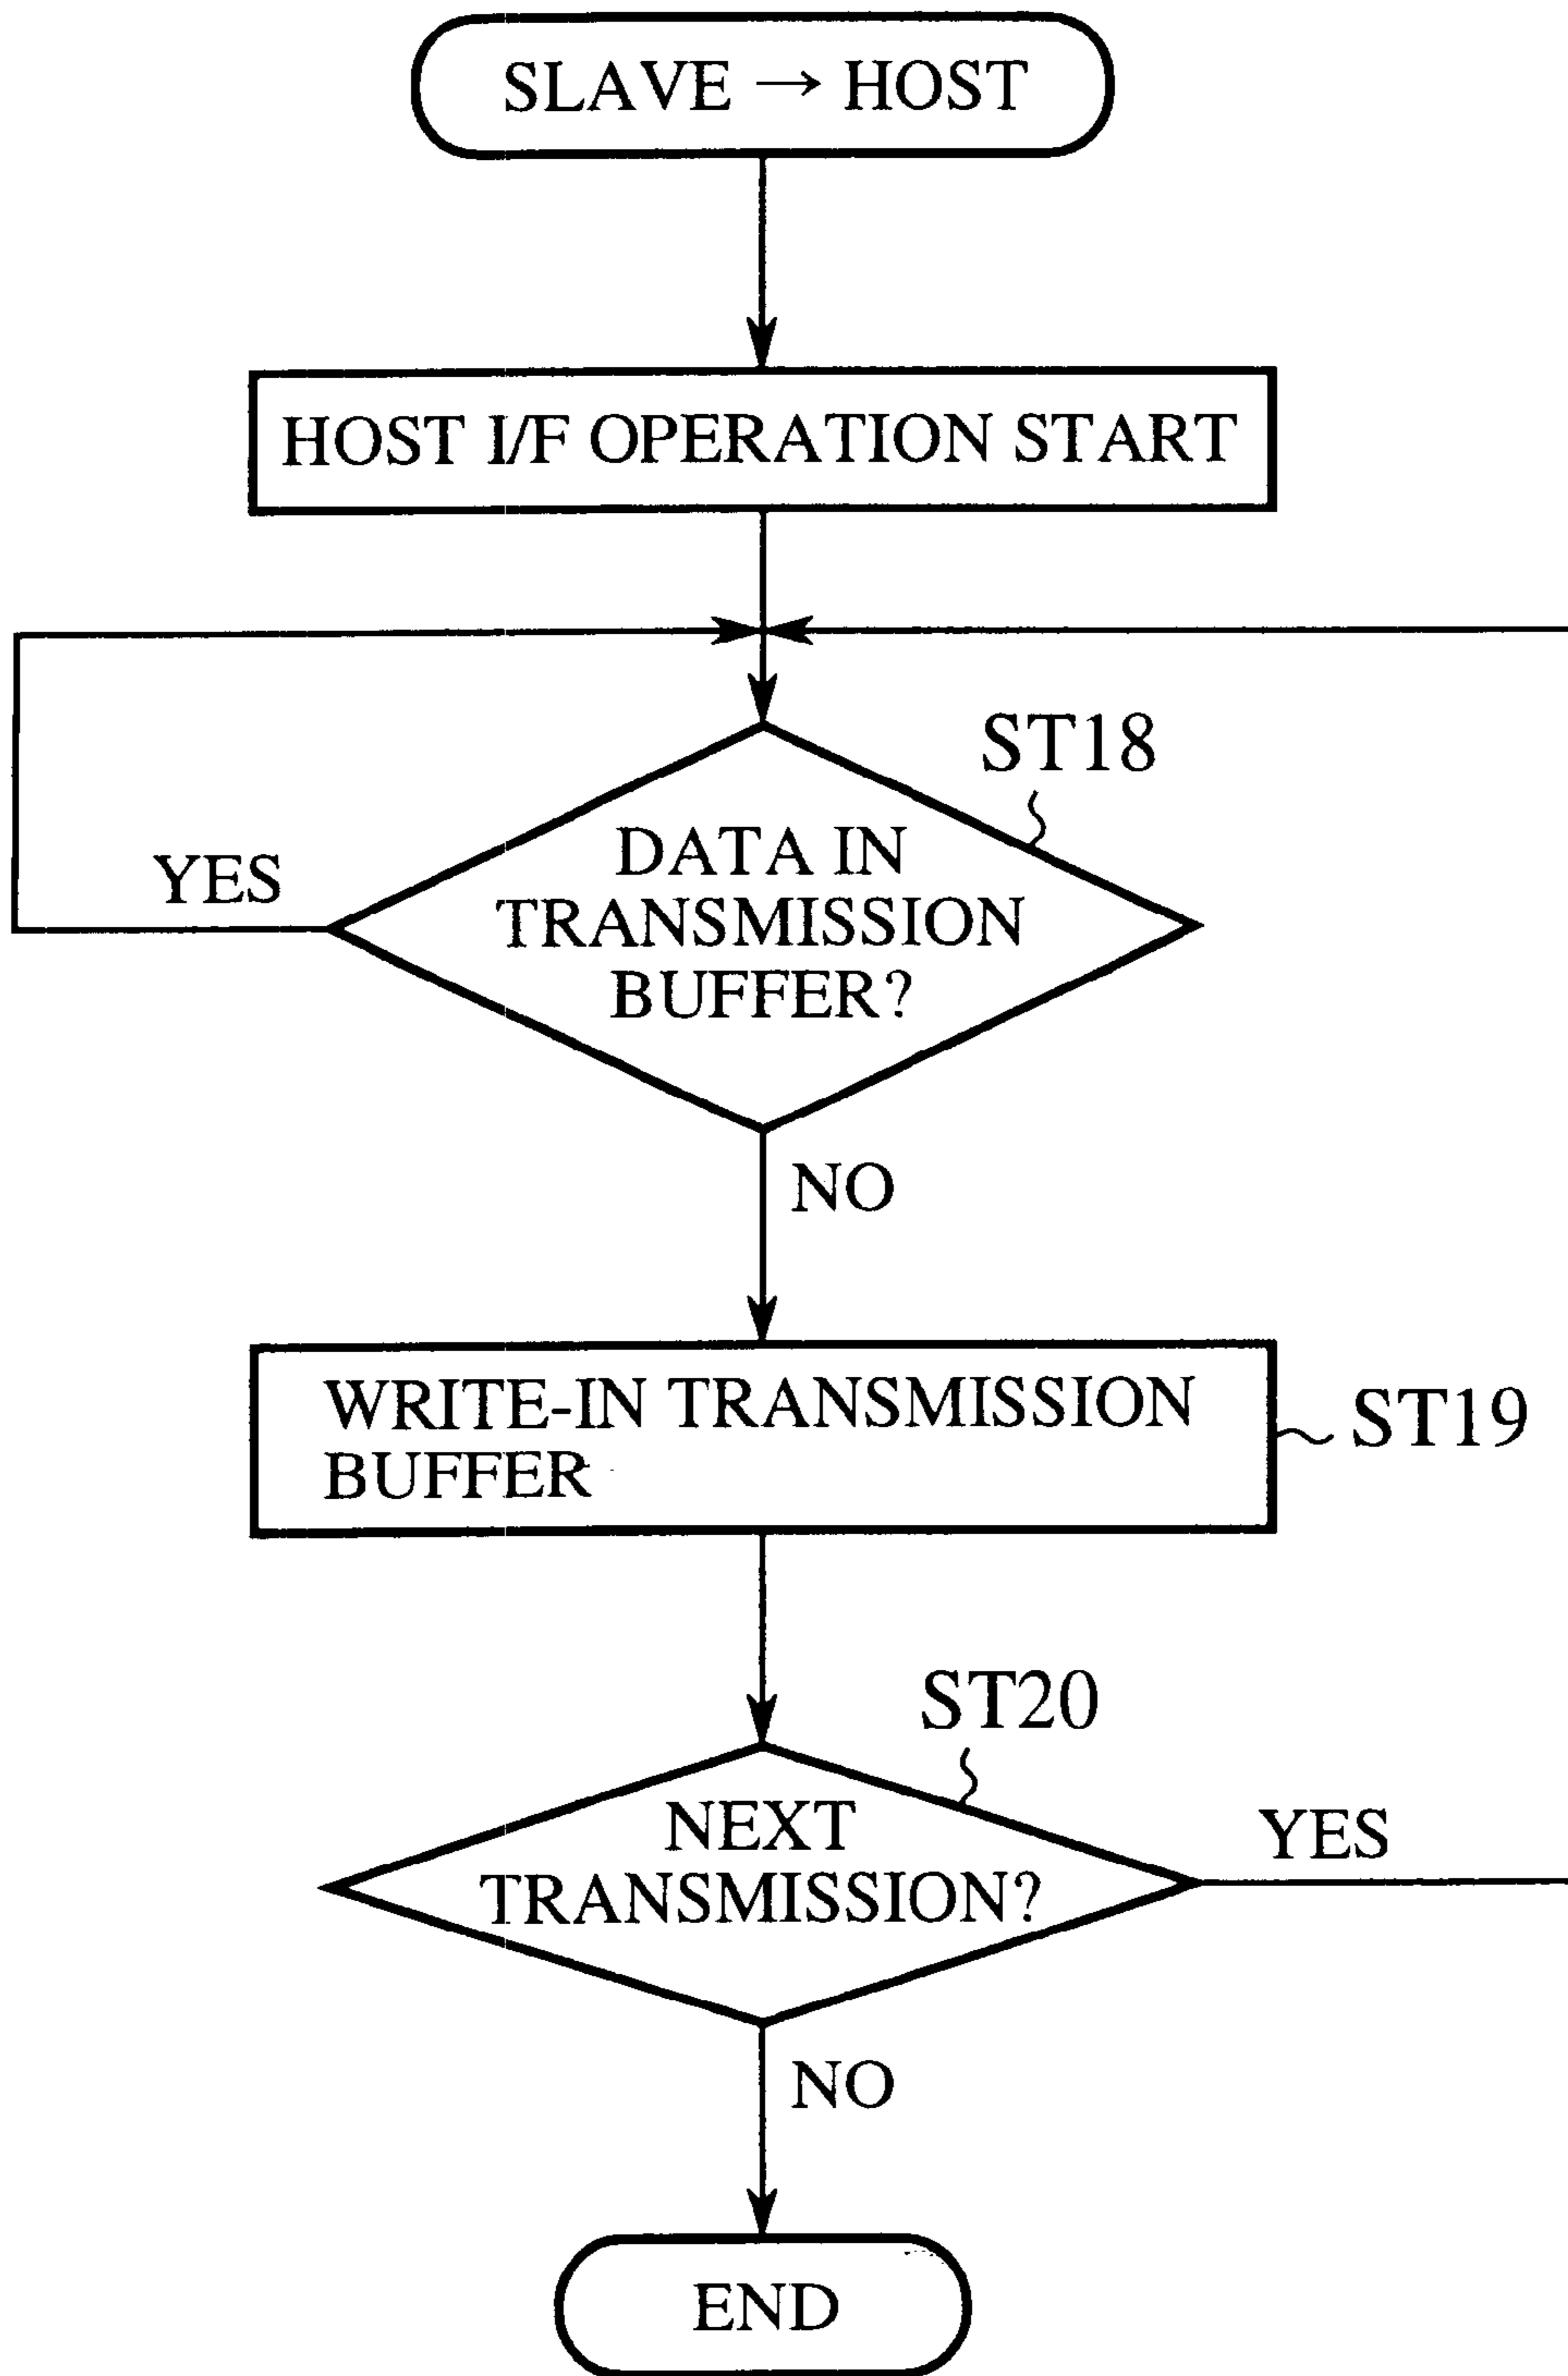 SLAVE → HOST
HOST I/F OPERATION START
ST18
DATA IN
TRANSMISSION
BUFFER?
YES
NO
WRITE-IN TRANSMISSION
BUFFER
ST19
ST20
NEXT
TRANSMISSION?
YES
NO
END